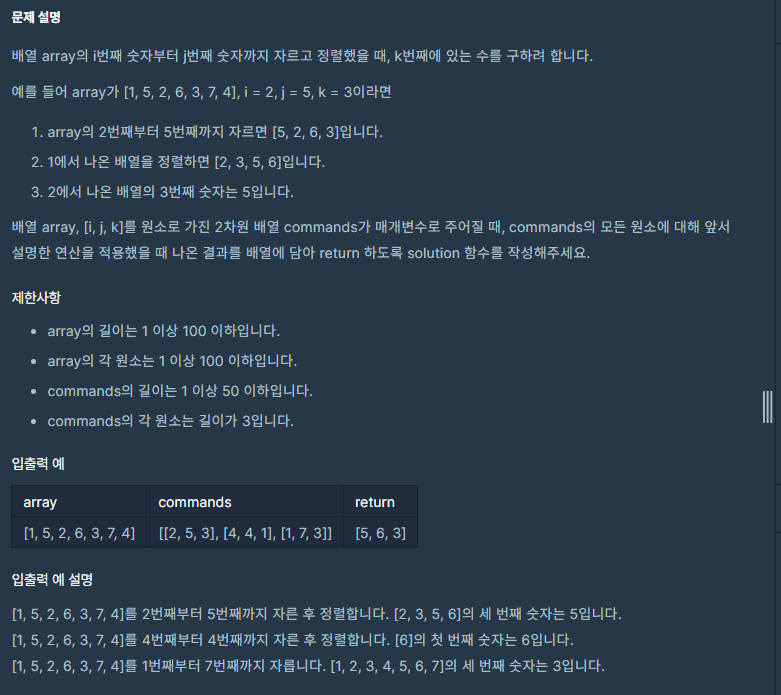 문제 설명
배열 array의 i번째 숫자부터 j번째 숫자까지 자르고 정렬했을 때, k번째에 있는 수를 구하려 합니다.
예를 들어 array가 [1, 5, 2, 6, 3, 7, 4], i = 2, j = 5, k = 3이라면
1. array의 2번째부터 5번째까지 자르면 [5, 2, 6, 3]입니다.
2. 1에서 나온 배열을 정렬하면 [2, 3, 5, 6]입니다.
3. 2에서 나온 배열의 3번째 숫자는 5입니다.
배열 array, [i, j, k]를 원소로 가진 2차원 배열 commands가 매개변수로 주어질 때, commands의 모든 원소에 대해 앞서
설명한 연산을 적용했을 때 나온 결과를 배열에 담아 return 하도록 solution 함수를 작성해주세요.
제한사항
• array의 길이는 1 이상 100 이하입니다.
• array의 각 원소는 1 이상 100 이하입니다.
• commands의 길이는 1 이상 50 이하입니다.
• commands의 각 원소는 길이가 3입니다.
입출력 예
array commands return
[1, 5, 2, 6, 3, 7, 4] [[2, 5, 3], [4, 4, 1], [1, 7, 3]] [5, 6, 3]
입출력 예 설명
[1, 5, 2, 6, 3, 7, 4]를 2번째부터 5번째까지 자른 후 정렬합니다. [2, 3, 5, 6]의 세 번째 숫자는 5입니다.
[1, 5, 2, 6, 3, 7, 4]를 4번째부터 4번째까지 자른 후 정렬합니다. [6]의 첫 번째 숫자는 6입니다.
[1, 5, 2, 6, 3, 7, 4]를 1번째부터 7번째까지 자릅니다. [1, 2, 3, 4, 5, 6, 7]의 세 번째 숫자는 3입니다.